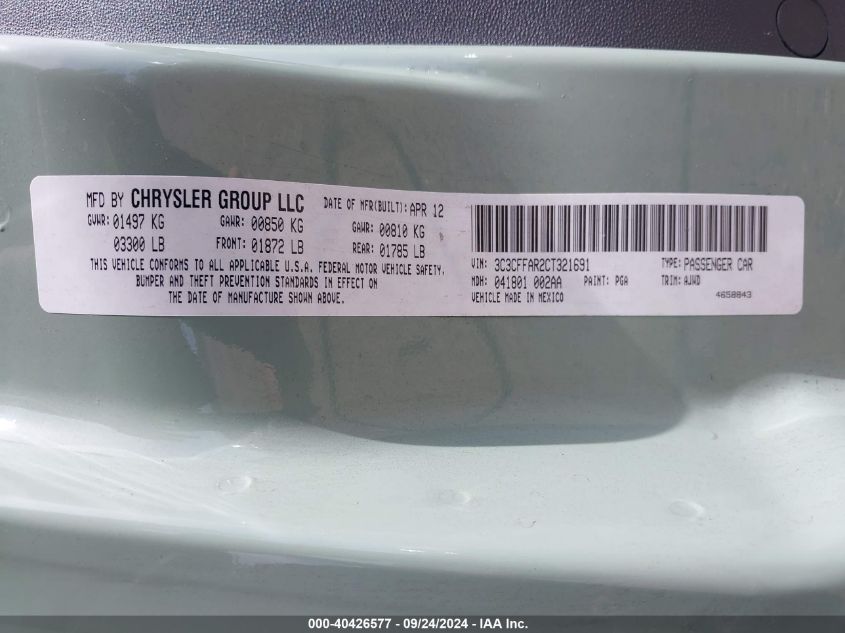 MFD BY CHRYSLER GROUP LLC DATE OF MFR(BUILT): APR 12
GVWR: 01497 KG GAWR: 00850 KG GAWR: 00810 KG
03300 LB FRONT: 01872 LB REAR: 01785 LB
THIS VEHICLE CONFORMS TO ALL APPLICABLE U.S.A. FEDERAL MOTOR VEHICLE SAFETY,
BUMPER AND THEFT PREVENTION STANDARDS IN EFFECT ON
THE DATE OF MANUFACTURE SHOWN ABOVE.
VIN: 3C3CFFAR2CT321691 TYPE: PASSENGER CAR
MDH: 041801 002AA PAINT: PGA TRIM: AJWD
VEHICLE MADE IN MEXICO 4658843
000-40426577 - 09/24/2024 - IAA Inc.